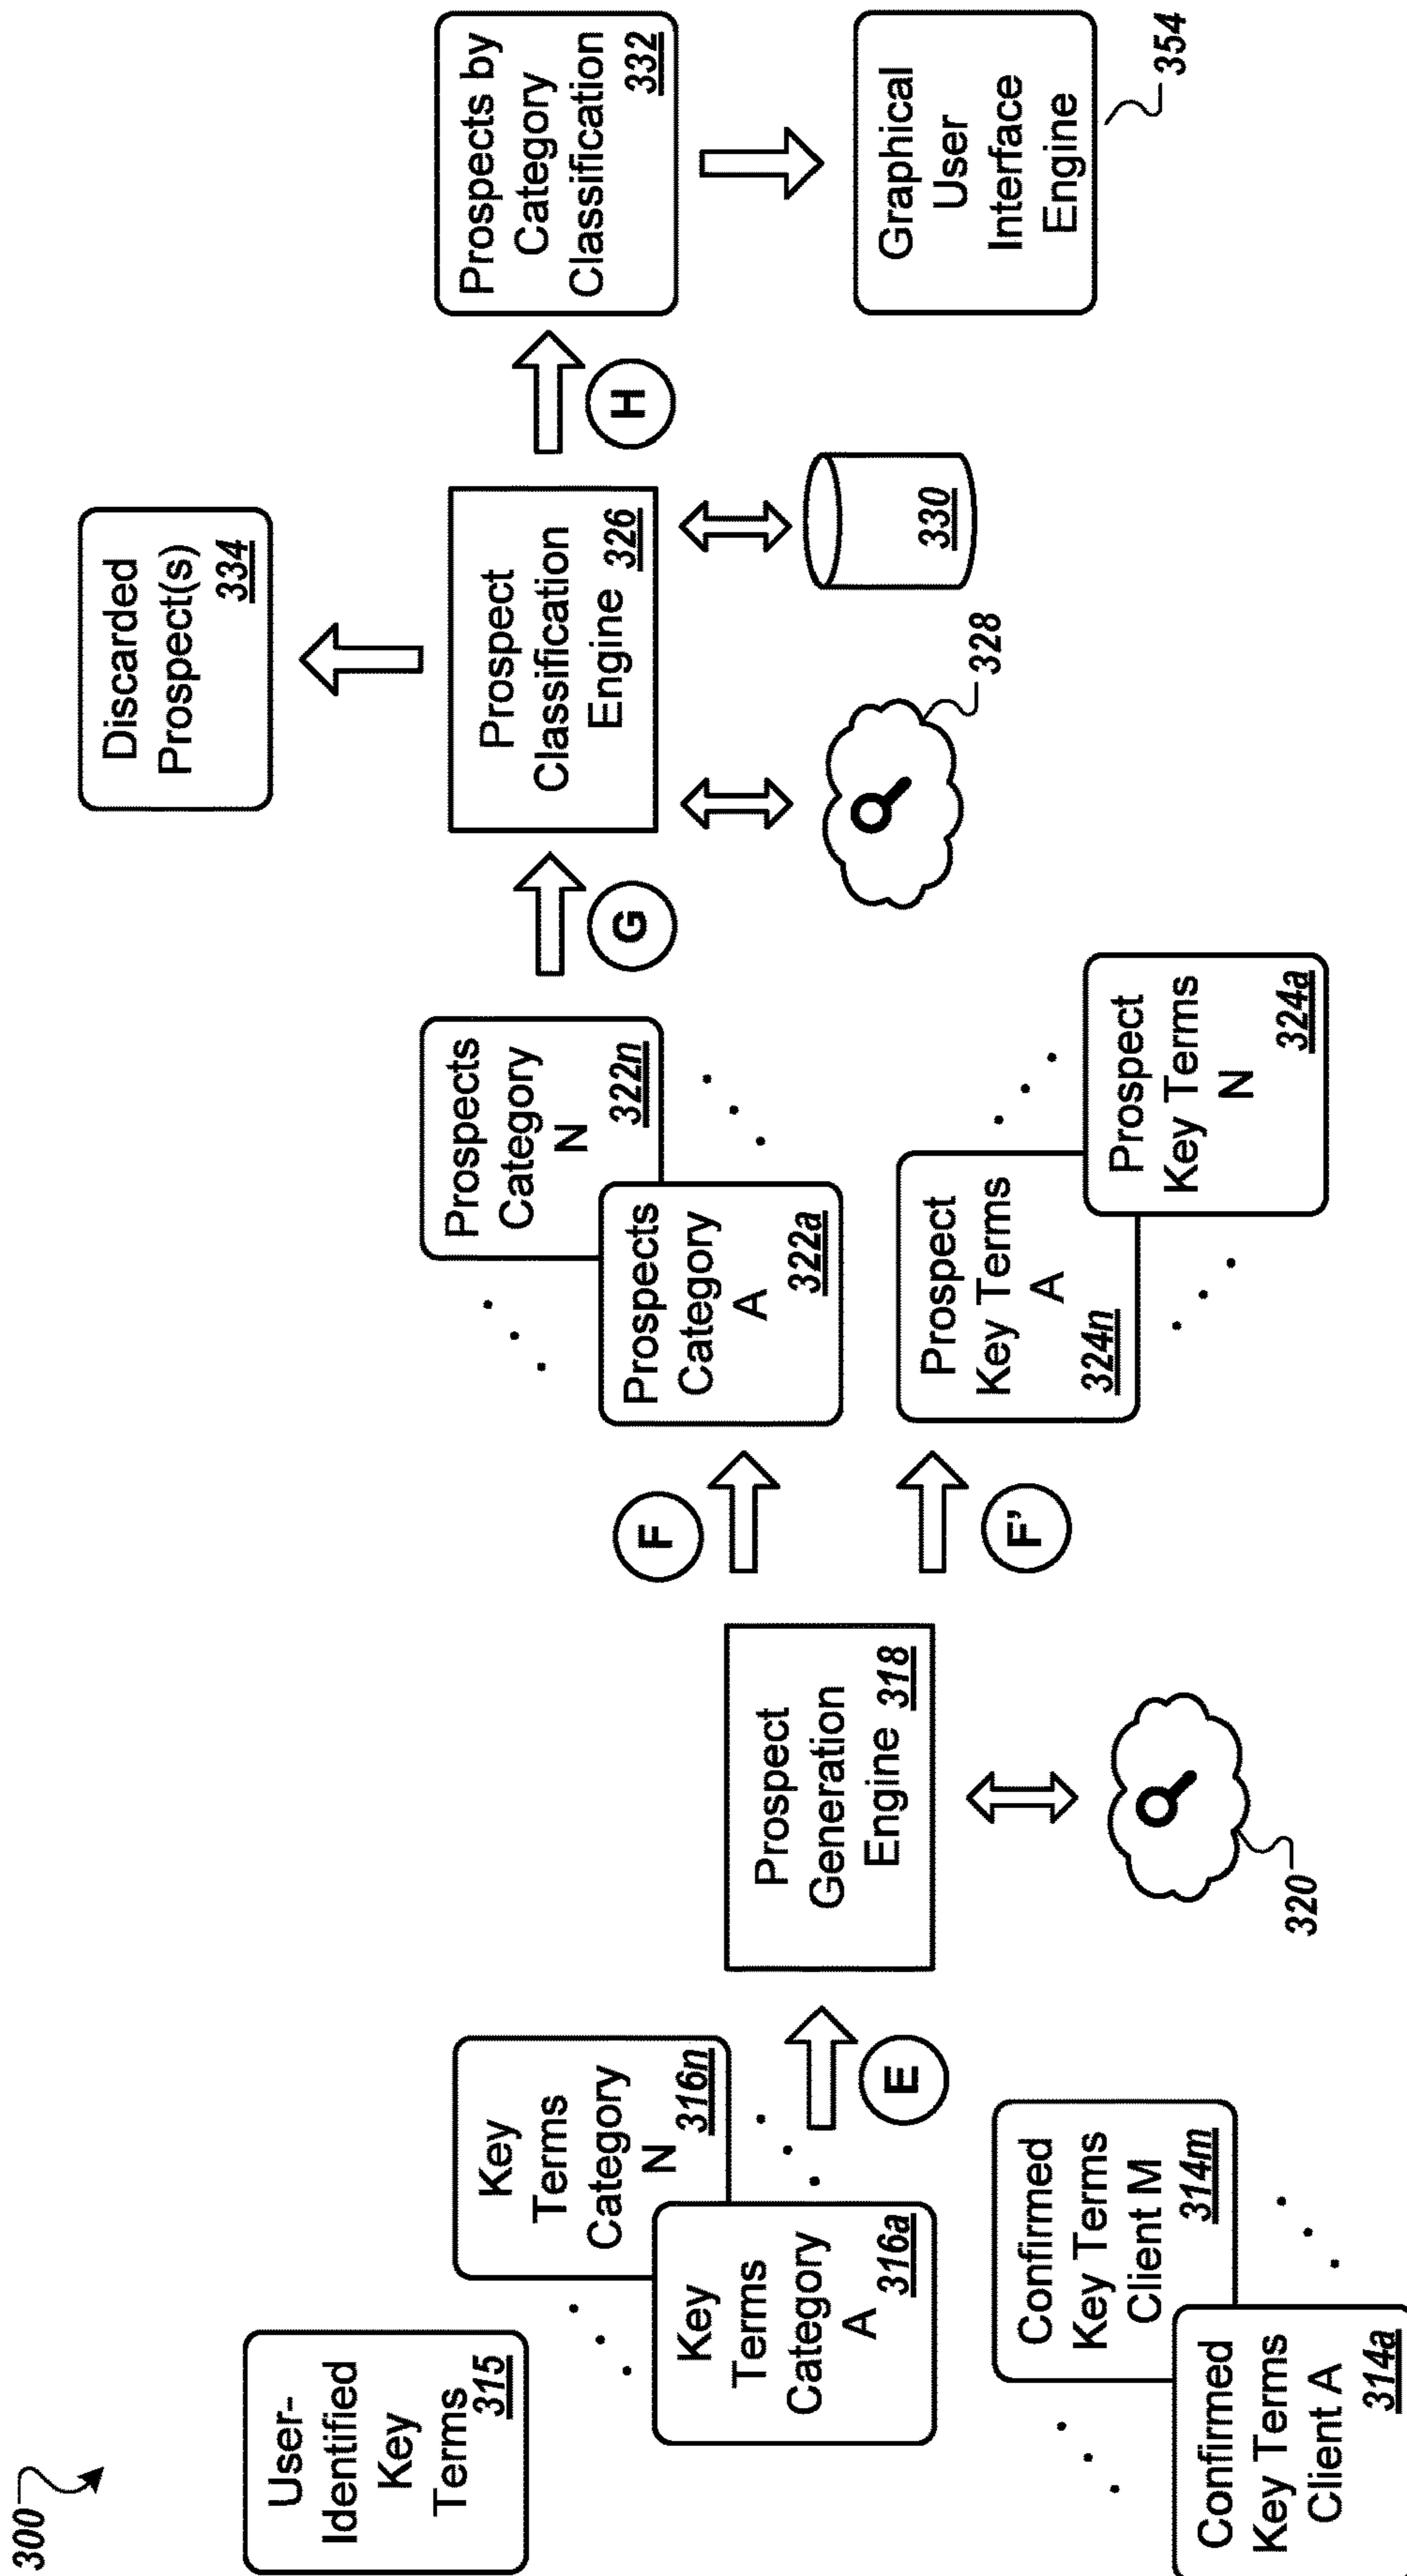 300
User-
Identified
Key
Terms
315
Key
Terms
Category
N
316n
Key
Terms
Category
A
316a
Confirmed
Key Terms
Client M
314m
Confirmed
Key Terms
Client A
314a
E
Prospect
Generation
Engine 318
320
F
F'
Prospects
Category
N
322n
Prospects
Category
A
322a
Prospect
Key Terms
A
324n
Prospect
Key Terms
N
324a
G
Discarded
Prospect(s)
334
Prospect
Classification
Engine 326
328
330
H
Prospects by
Category
Classification
332
Graphical
User
Interface
Engine
354